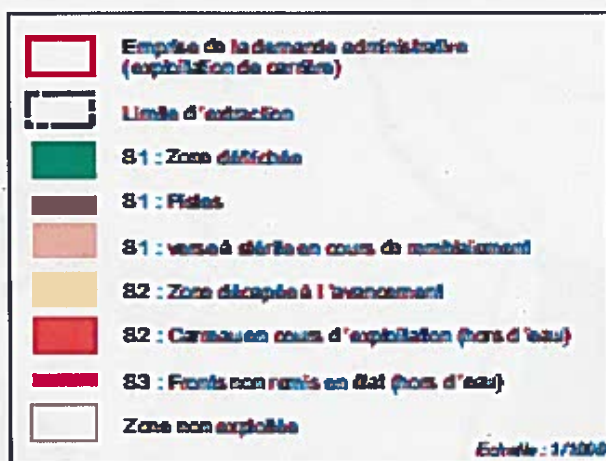 Emprise de la demande administrative
(exploitation de carrière)
Limite d'extraction
S1 : Zone défrichée
S1 : Pistes
S1 : verse à stérile en cours de remblaiement
S2 : Zone décapée à l'avancement
S2 : Carreau en cours d'exploitation (hors d'eau)
S3 : Fronts non remis en état (hors d'eau)
Zone non exploitée